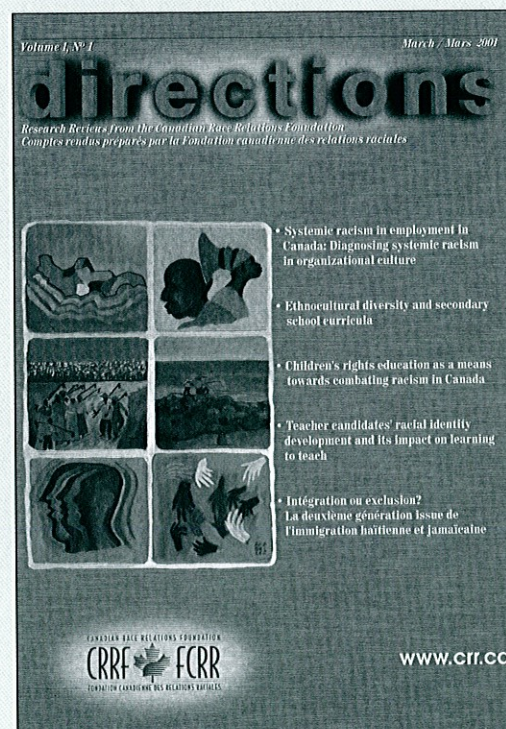 Volume 1, Nº 1
March / Mars 2001
directions
Research Reviews from the Canadian Race Relations Foundation
Comptes rendus préparés par la Fondation canadienne des relations raciales
• Systemic racism in employment in
Canada: Diagnosing systemic racism
in organizational culture
• Ethnocultural diversity and secondary
school curricula
• Children's rights education as a means
towards combating racism in Canada
• Teacher candidates' racial identity
development and its impact on learning
to teach
• Intégration ou exclusion?
La deuxième génération issue de
l'immigration haïtienne et jamaïcaine
CANADIAN RACE RELATIONS FOUNDATION
CRRF FCRR
FONDATION CANADIENNE DES RELATIONS RACIALES
www.crr.ca